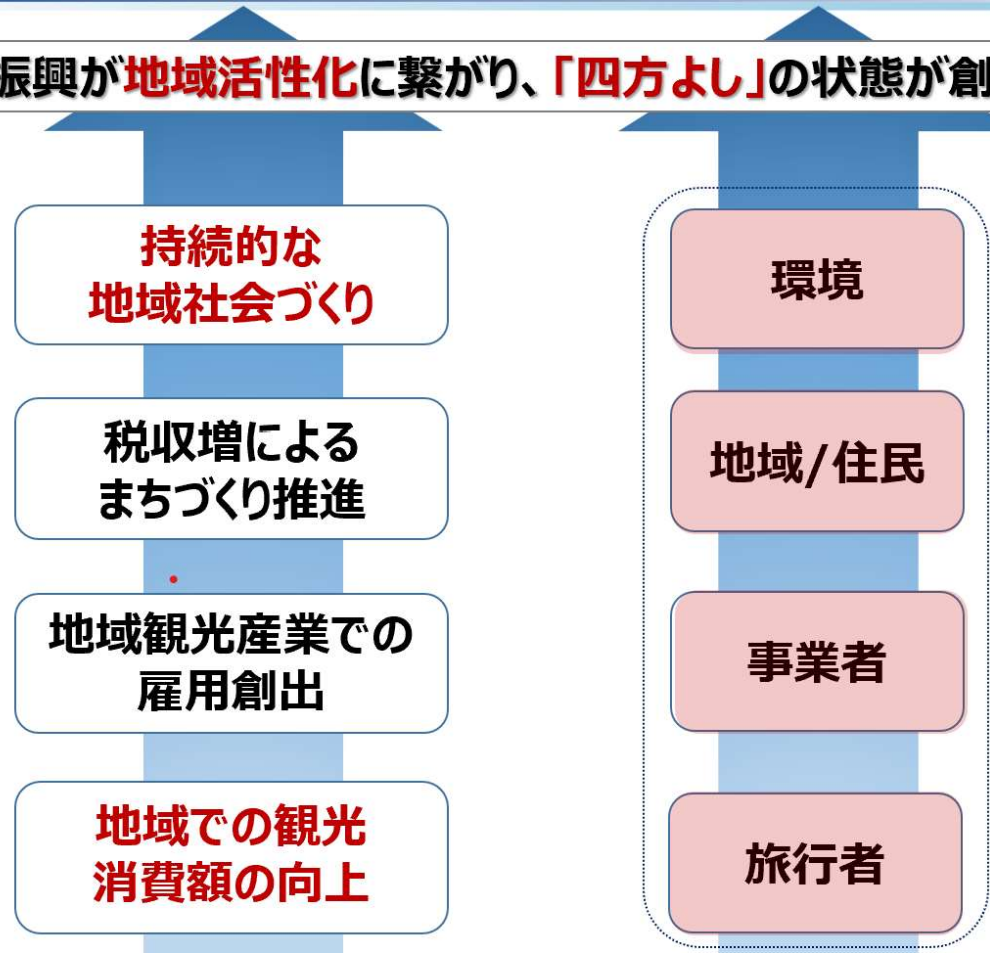 振興が地域活性化に繋がり、「四方よし」の状態が創
持続的な
地域社会づくり
環境
税収増による
まちづくり推進
地域/住民
地域観光産業での
雇用創出
事業者
地域での観光
消費額の向上
旅行者